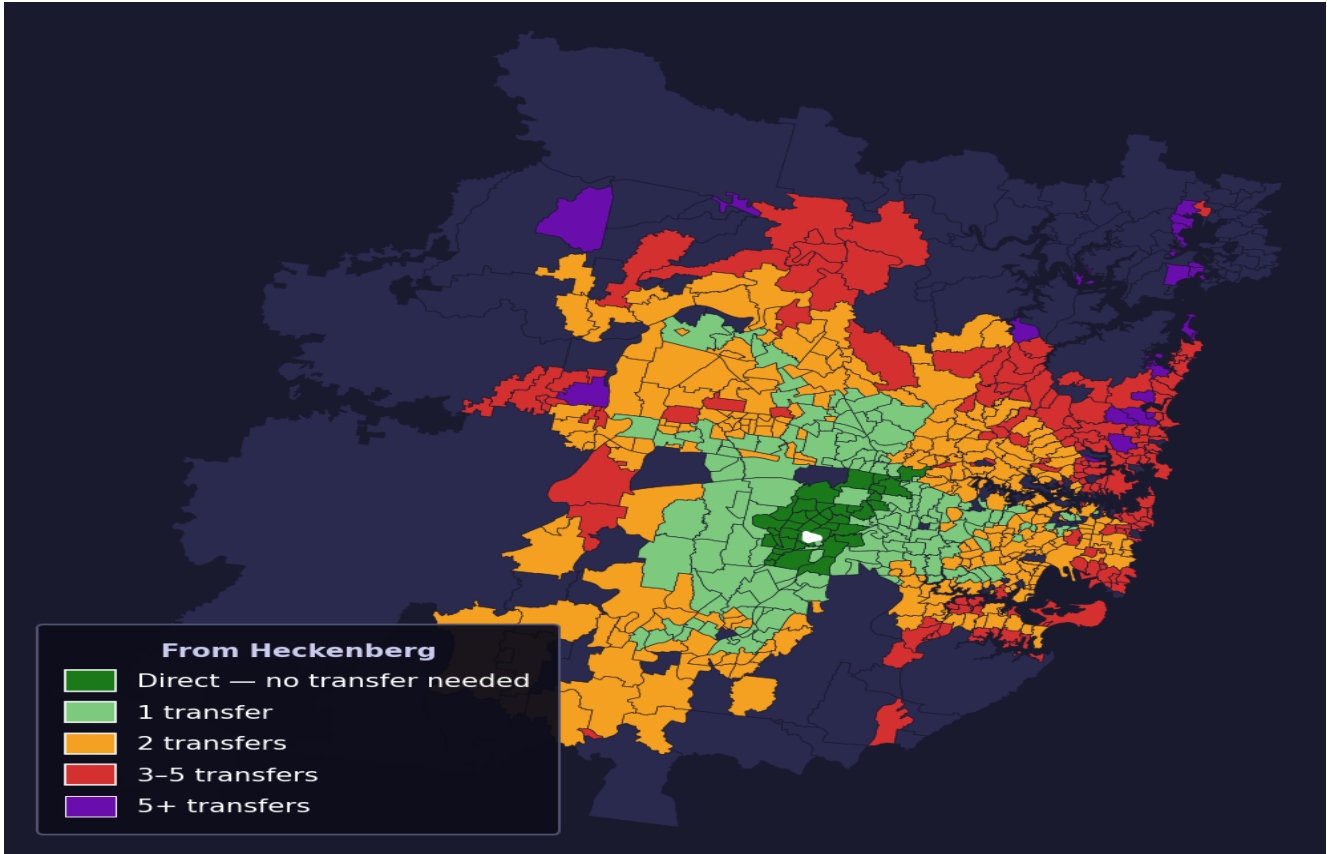 From Heckenberg
Direct — no transfer needed
1 transfer
2 transfers
3–5 transfers
5+ transfers